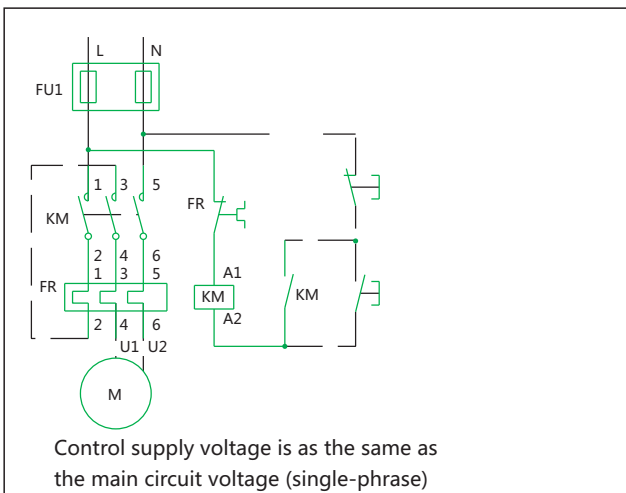 L N
FU1
1 3 5
KM
FR
2 4 6
1 3 5
FR
A1
KM
KM
A2
2 4 6
U1 U2
M
Control supply voltage is as the same as
the main circuit voltage (single-phrase)